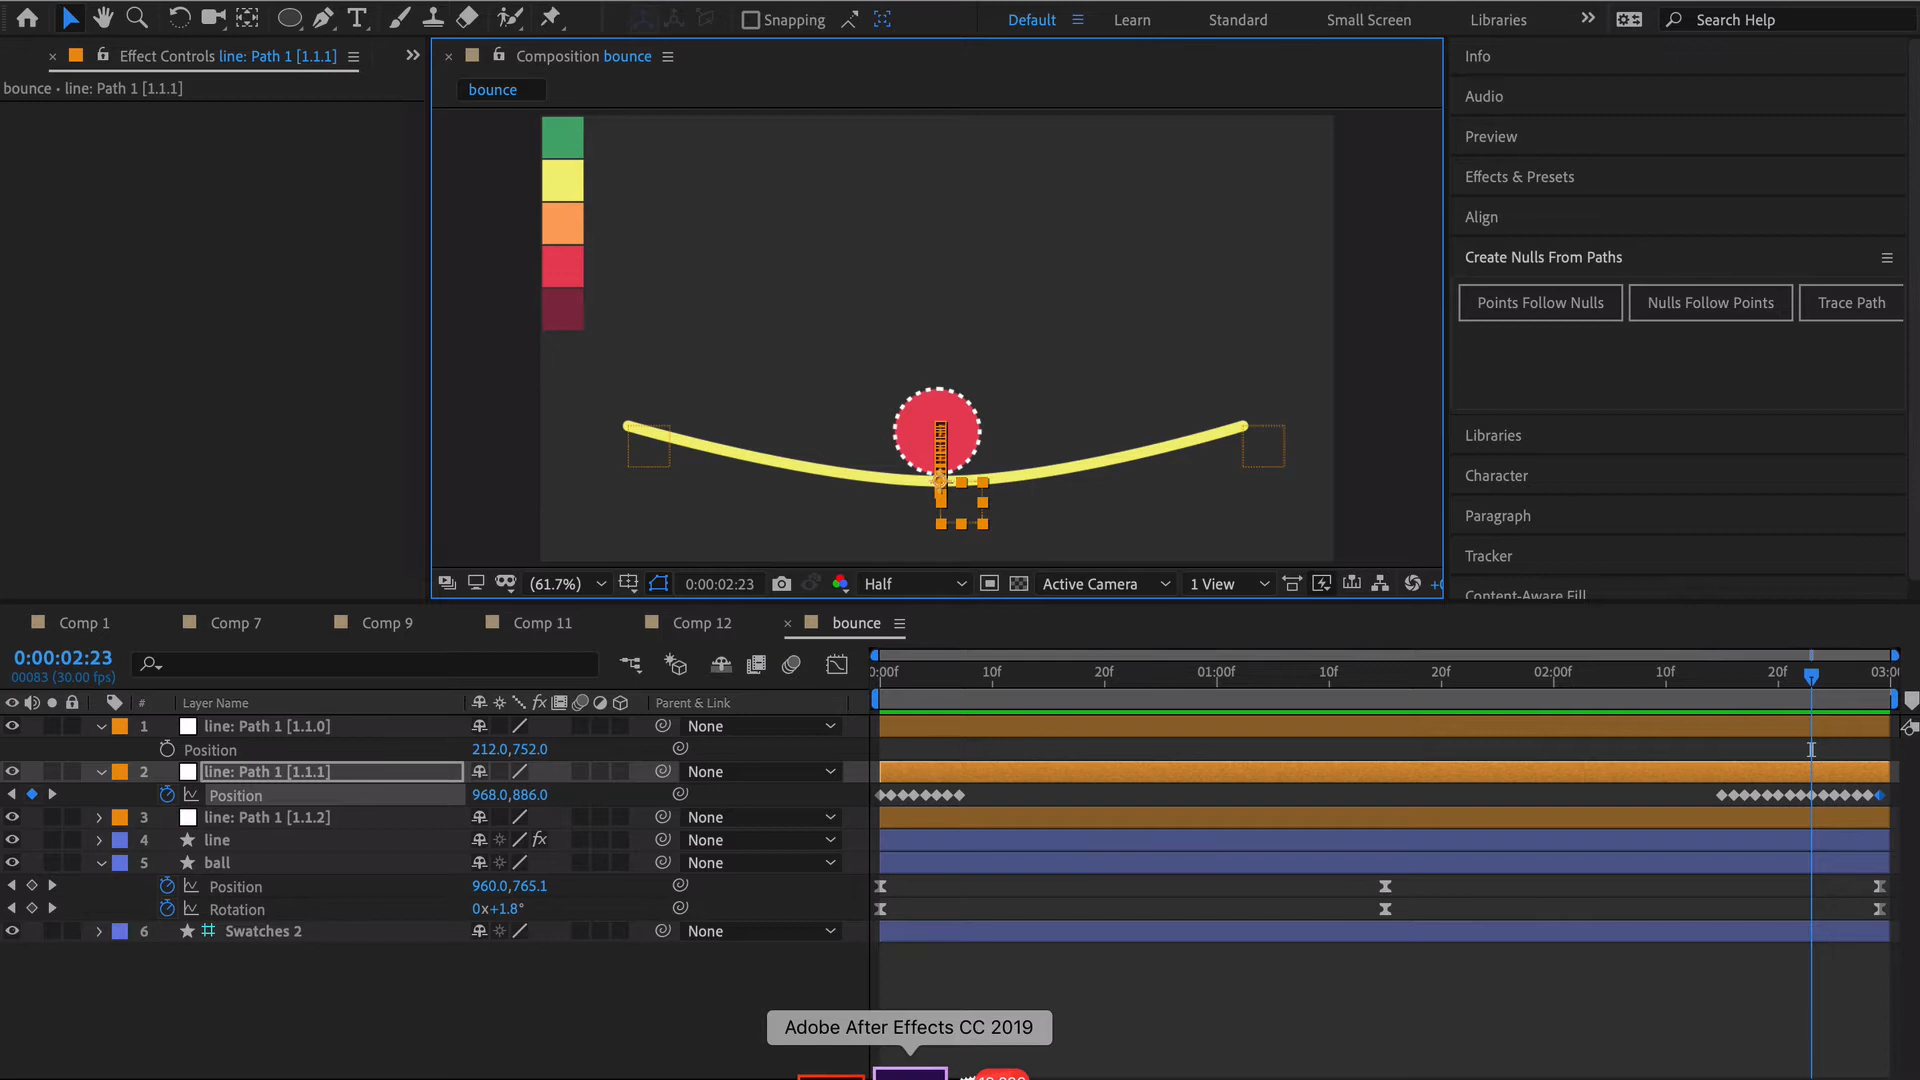 Snapping
Default
Learn
Standard
Small Screen
Libraries
Search Help
Effect Controls line: Path 1 [1.1.1]
Composition bounce
Info
bounce • line: Path 1 [1.1.1]
bounce
Audio
Preview
Effects & Presets
Align
Create Nulls From Paths
Points Follow Nulls
Nulls Follow Points
Trace Path
Libraries
Character
Paragraph
Tracker
Content-Aware Fill
(61.7%)
0:00:02:23
Half
Active Camera
1 View
Comp 1
Comp 7
Comp 9
Comp 11
Comp 12
bounce
0:00:02:23
00083 (30.00 fps)
0:00f 10f 20f 01:00f 10f 20f 02:00f 10f 20f 03:00
# Layer Name Parent & Link
1 line: Path 1 [1.1.0] None
Position 212.0,752.0
2 line: Path 1 [1.1.1] None
Position 968.0,886.0
3 line: Path 1 [1.1.2] None
4 line fx None
5 ball None
Position 960.0,765.1
Rotation 0x+1.8°
6 Swatches 2 None
Adobe After Effects CC 2019